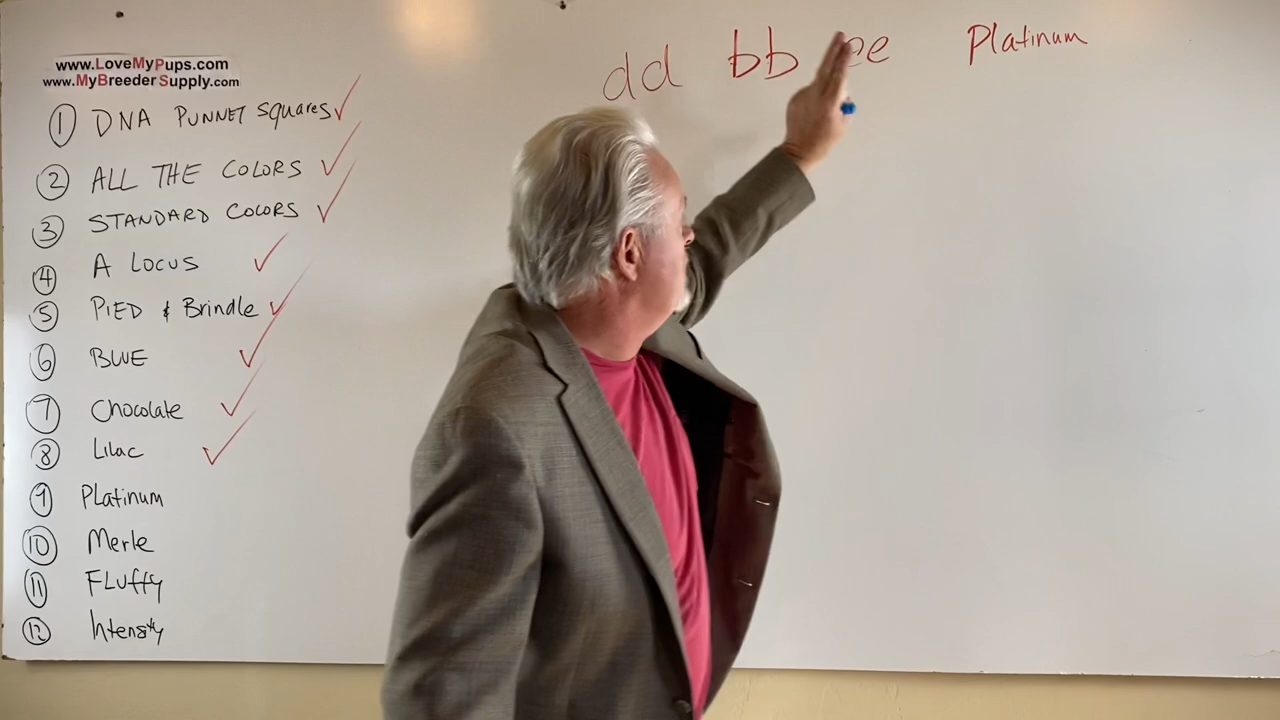 www.LoveMyPups.com
www.MyBreederSupply.com
1 DNA PUNNET Squares ✓
2 ALL THE COLORS ✓
3 STANDARD COLORS ✓
4 A LOCUS ✓
5 PIED & Brindle ✓
6 BLUE ✓
7 Chocolate ✓
8 Lilac ✓
9 Platinum
10 Merle
11 FLuffy
12 Intensity
dd bb ee Platinum